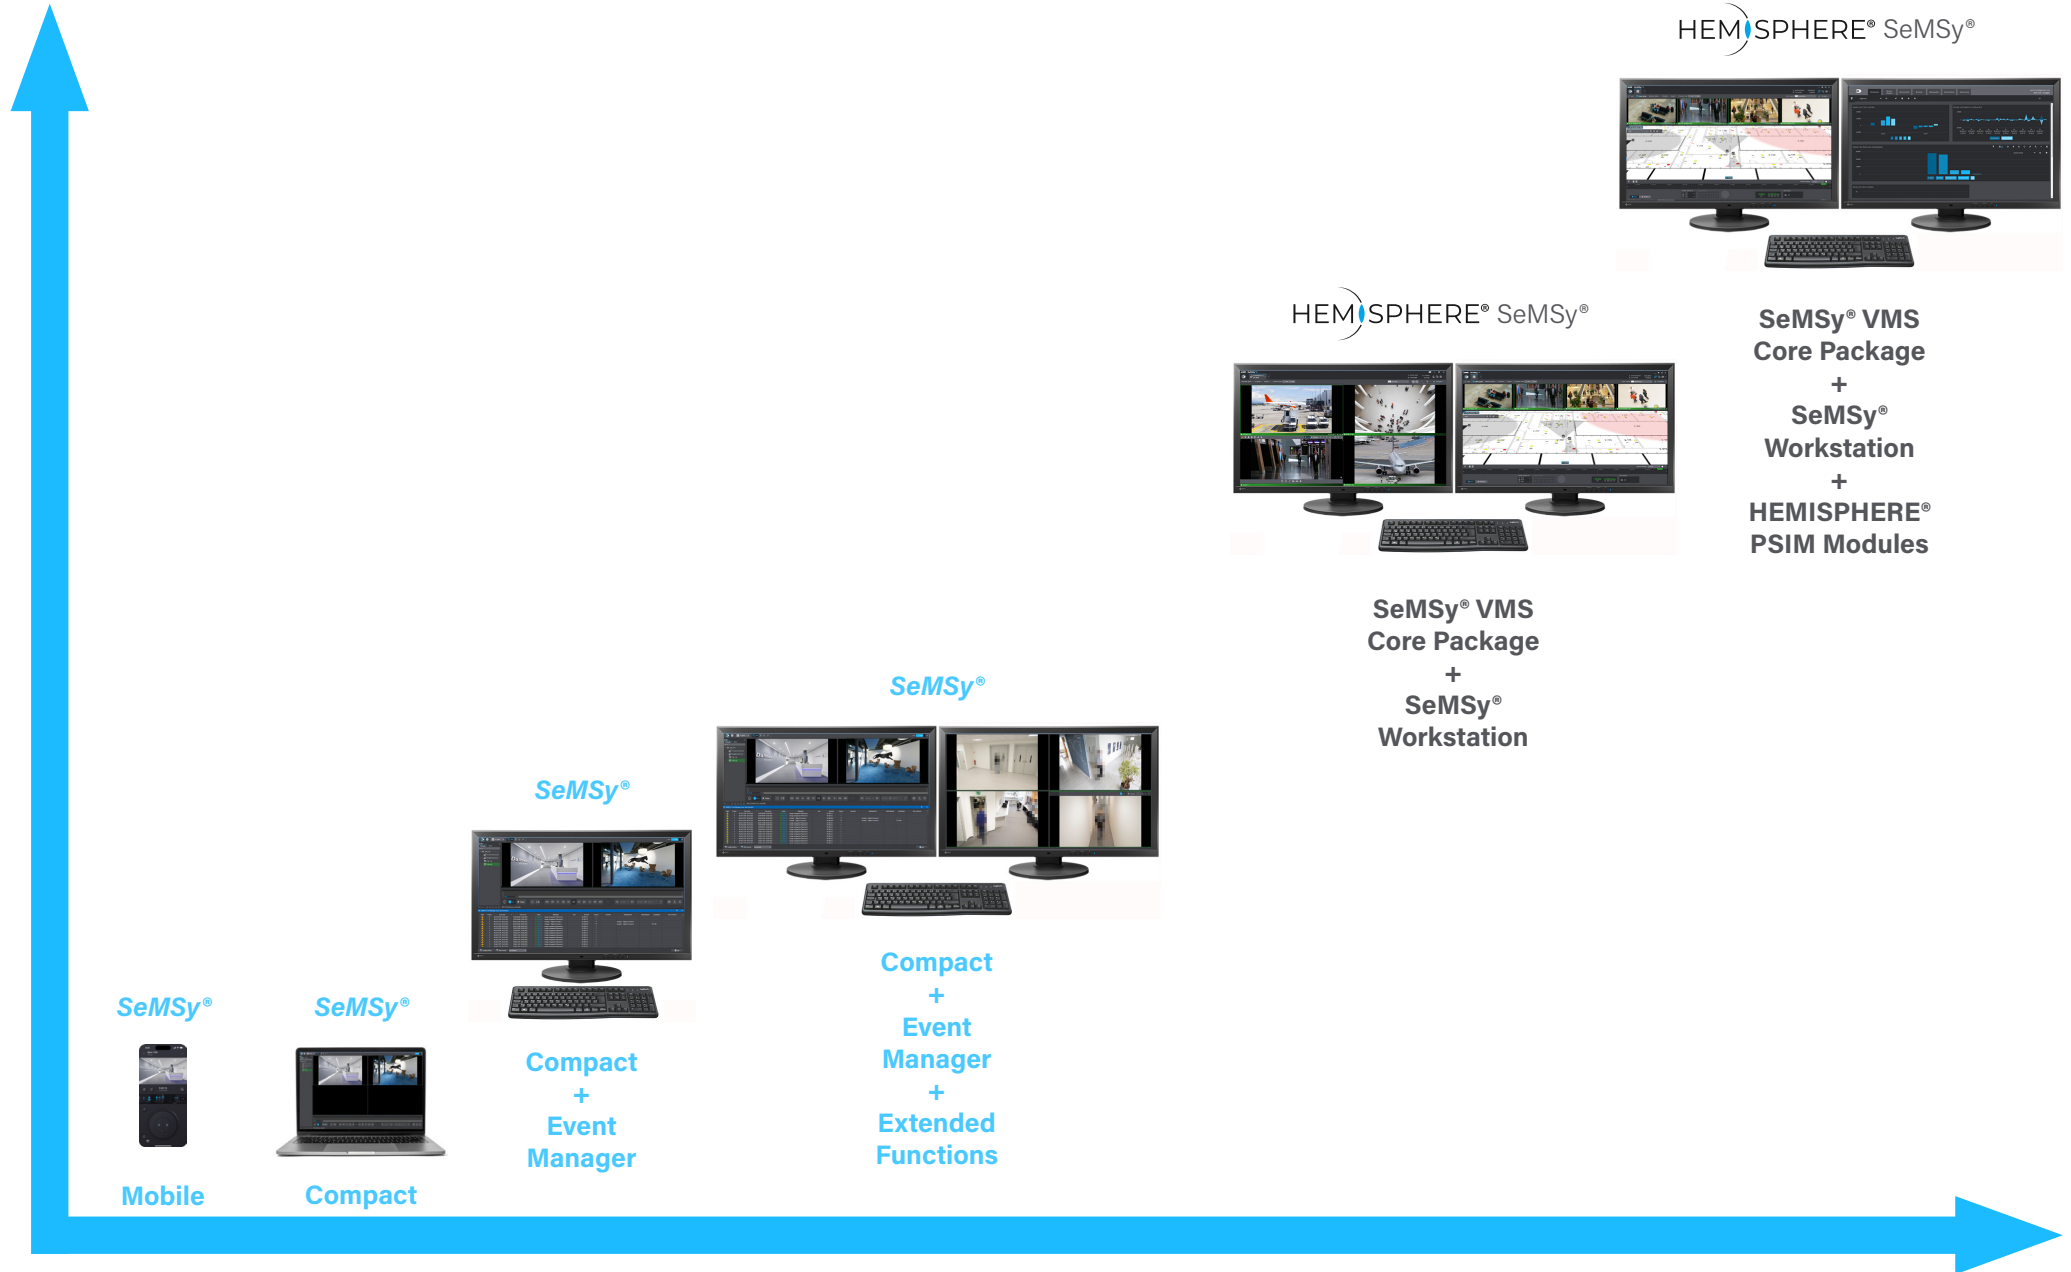 HEMISPHERE® SeMSy®
SeMSy® VMS
Core Package
+
SeMSy®
Workstation
+
HEMISPHERE®
PSIM Modules
HEMISPHERE® SeMSy®
SeMSy® VMS
Core Package
+
SeMSy®
Workstation
SeMSy®
Compact
+
Event
Manager
+
Extended
Functions
SeMSy®
Compact
+
Event
Manager
SeMSy®
Mobile
SeMSy®
Compact